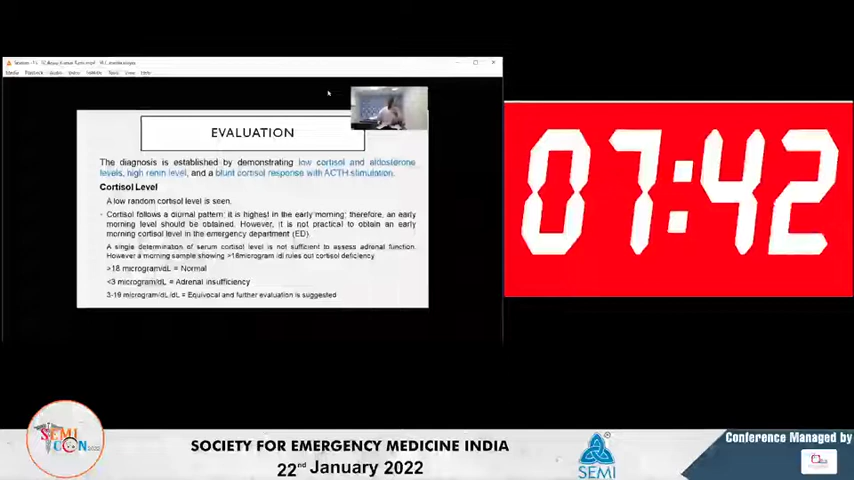 EVALUATION
The diagnosis is established by demonstrating low cortisol and aldosterone
levels, high renin level, and a blunt cortisol response with ACTH stimulation.
Cortisol Level
A low random cortisol level is seen.
Cortisol follows a diurnal pattern; it is highest in the early morning; therefore, an early
morning level should be obtained. However, it is not practical to obtain an early
morning cortisol level in the emergency department (ED).
A single determination of serum cortisol level is not sufficient to assess adrenal function.
However a morning sample showing >18microgram/dl rules out cortisol deficiency
>18 microgram/dL = Normal
<3 microgram/dL = Adrenal insufficiency
3-19 microgram/dL/dL = Equivocal and further evaluation is suggested
07:42
SEMI
CON
SOCIETY FOR EMERGENCY MEDICINE INDIA
22nd January 2022
SEMI
Conference Managed by